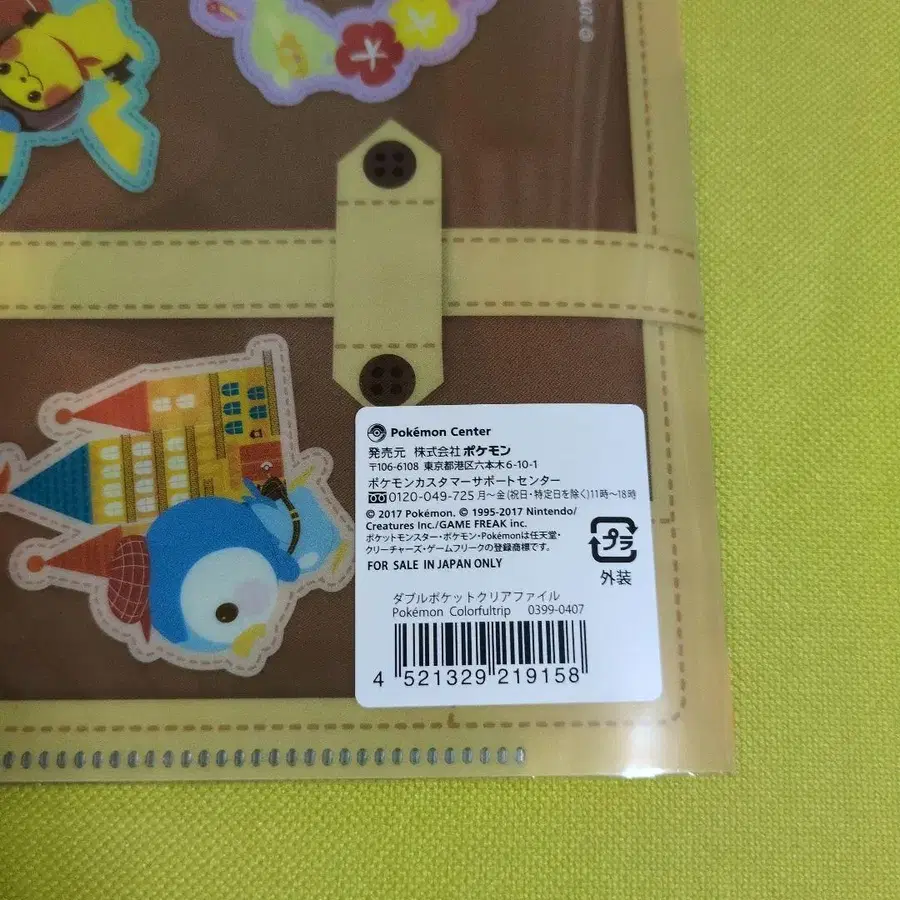 © 20
Pokémon Center
発売元 株式会社 ポケモン
〒106-6108 東京都港区六本木6-10-1
ポケモンカスタマーサポートセンター
0120-049-725 月～金(祝日・特定日を除く)11時～18時
© 2017 Pokémon. © 1995-2017 Nintendo/
Creatures Inc./GAME FREAK inc.
ポケットモンスター・ポケモン・Pokémonは任天堂・
クリーチャーズ・ゲームフリークの登録商標です。
FOR SALE IN JAPAN ONLY
プラ
外装
ダブルポケットクリアファイル
Pokémon Colorfultrip 0399-0407
4 521329 219158